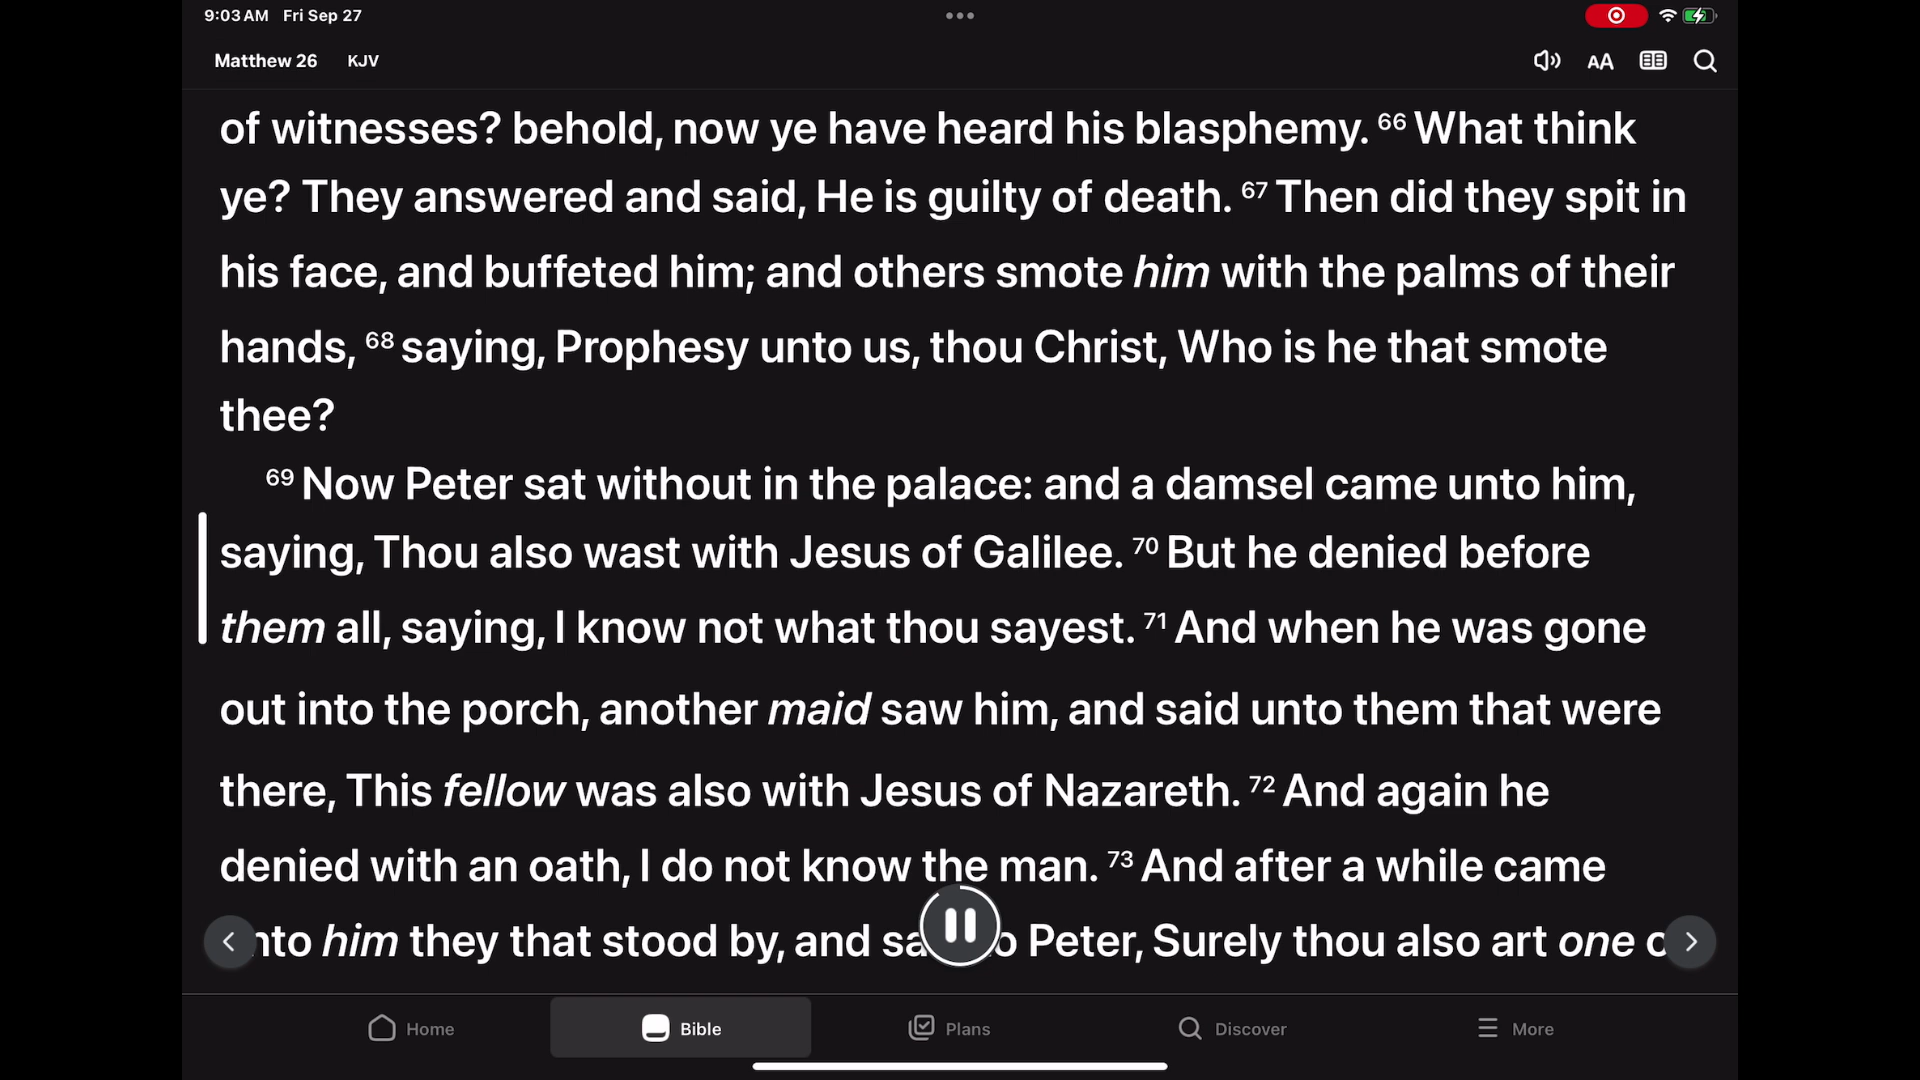 9:03 AM Fri Sep 27
Matthew 26 KJV
AA
of witnesses? behold, now ye have heard his blasphemy. 66 What think
ye? They answered and said, He is guilty of death. 67 Then did they spit in
his face, and buffeted him; and others smote him with the palms of their
hands, 68 saying, Prophesy unto us, thou Christ, Who is he that smote
thee?
69 Now Peter sat without in the palace: and a damsel came unto him,
saying, Thou also wast with Jesus of Galilee. 70 But he denied before
them all, saying, I know not what thou sayest. 71 And when he was gone
out into the porch, another maid saw him, and said unto them that were
there, This fellow was also with Jesus of Nazareth. 72 And again he
denied with an oath, I do not know the man. 73 And after a while came
him they that stood by, and Peter, Surely thou also art one
Home Bible Plans Discover More